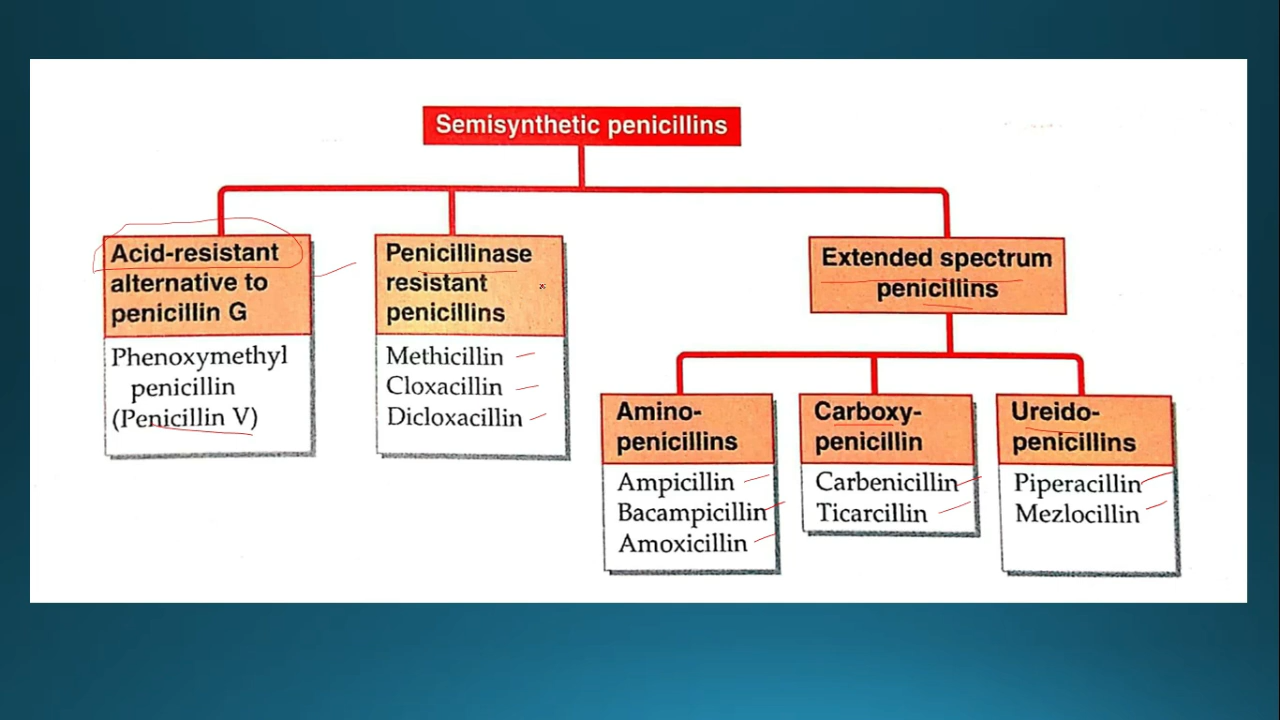 Semisynthetic penicillins
Acid-resistant
alternative to
penicillin G
Phenoxymethyl
penicillin
(Penicillin V)
Penicillinase
resistant
penicillins
Methicillin
Cloxacillin
Dicloxacillin
Extended spectrum
penicillins
Amino-
penicillins
Ampicillin
Bacampicillin
Amoxicillin
Carboxy-
penicillin
Carbenicillin
Ticarcillin
Ureido-
penicillins
Piperacillin
Mezlocillin